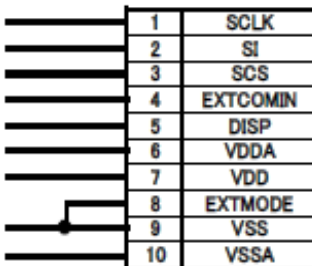 1 SCLK
2 SI
3 SCS
4 EXTCOMIN
5 DISP
6 VDDA
7 VDD
8 EXTMODE
9 VSS
10 VSSA